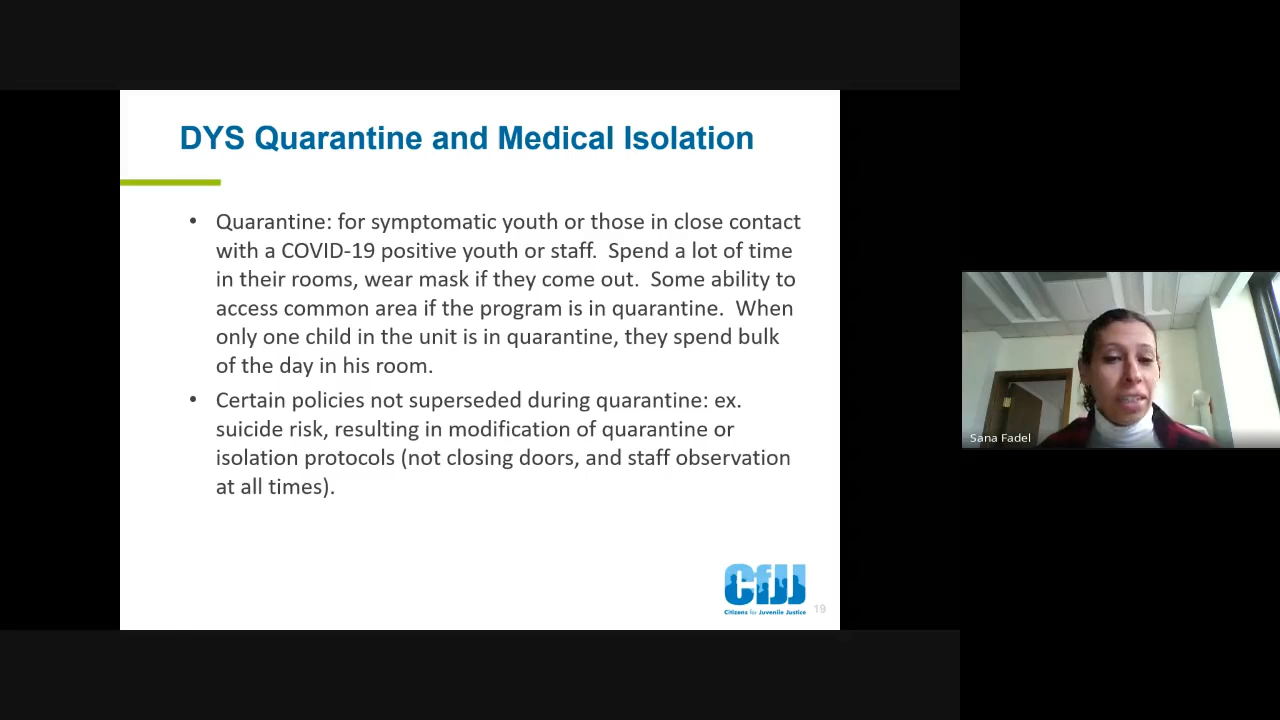 DYS Quarantine and Medical Isolation
• Quarantine: for symptomatic youth or those in close contact
with a COVID-19 positive youth or staff.  Spend a lot of time
in their rooms, wear mask if they come out.  Some ability to
access common area if the program is in quarantine.  When
only one child in the unit is in quarantine, they spend bulk
of the day in his room.
• Certain policies not superseded during quarantine: ex.
suicide risk, resulting in modification of quarantine or
isolation protocols (not closing doors, and staff observation
at all times).
CfJJ
Citizens for Juvenile Justice
19
Sana Fadel